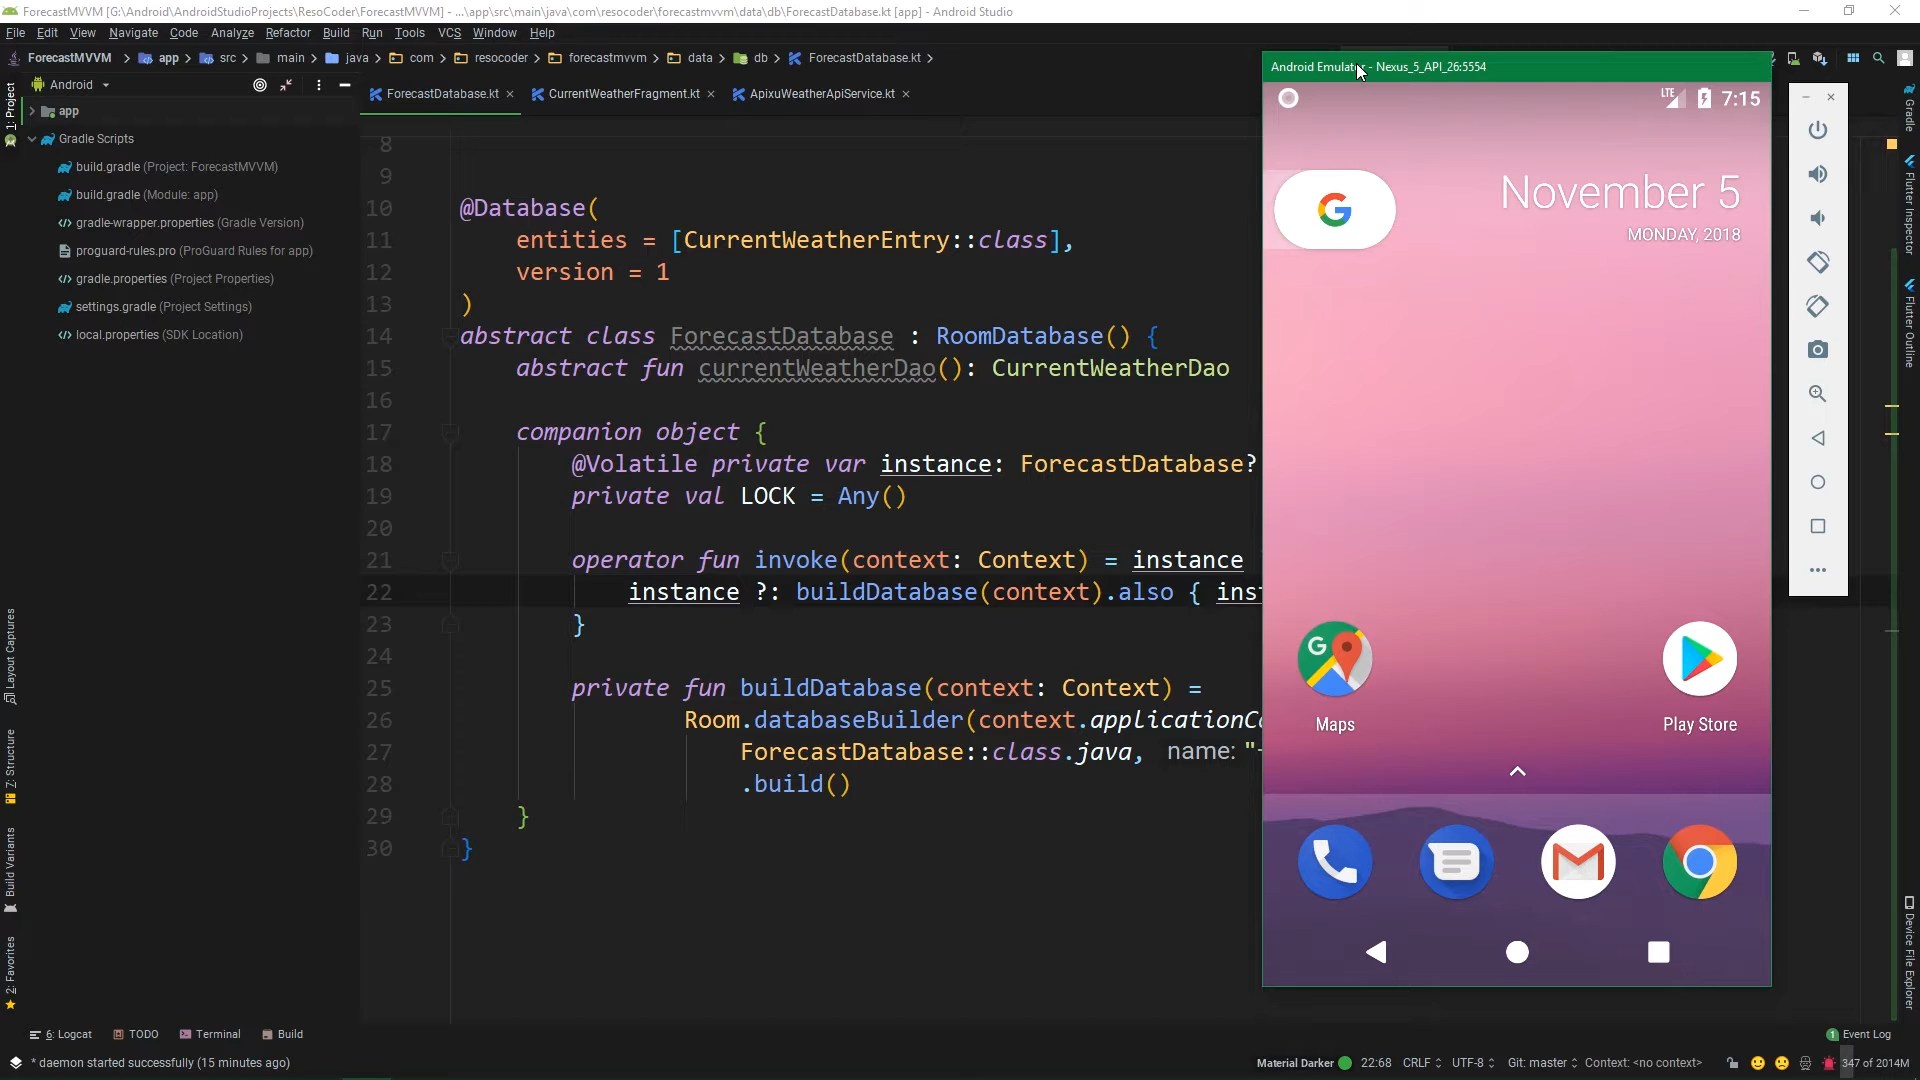 ForecastMVVM [G:\Android\AndroidStudioProjects\ResoCoder\ForecastMVVM] - ...\app\src\main\java\com\resocoder\forecastmvvm\data\db\ForecastDatabase.kt [app] - Android Studio
File Edit View Navigate Code Analyze Refactor Build Run Tools VCS Window Help
ForecastMVVM app src main java com resocoder forecastmvvm data db ForecastDatabase.kt
Android
ForecastDatabase.kt CurrentWeatherFragment.kt ApixuWeatherApiService.kt
app
Gradle Scripts
build.gradle (Project: ForecastMVVM)
build.gradle (Module: app)
gradle-wrapper.properties (Gradle Version)
proguard-rules.pro (ProGuard Rules for app)
gradle.properties (Project Properties)
settings.gradle (Project Settings)
local.properties (SDK Location)
1: Project
Layout Captures
7: Structure
Build Variants
2: Favorites
8
9
10 @Database(
11 entities = [CurrentWeatherEntry::class],
12 version = 1
13 )
14 abstract class ForecastDatabase : RoomDatabase() {
15 abstract fun currentWeatherDao(): CurrentWeatherDao
16
17 companion object {
18 @Volatile private var instance: ForecastDatabase?
19 private val LOCK = Any()
20
21 operator fun invoke(context: Context) = instance
22 instance ?: buildDatabase(context).also { inst
23 }
24
25 private fun buildDatabase(context: Context) =
26 Room.databaseBuilder(context.applicationCo
27 ForecastDatabase::class.java, name: "
28 .build()
29 }
30 }
Android Emulator - Nexus_5_API_26:5554
LTE 7:15
November 5
MONDAY, 2018
Maps
Play Store
Gradle
Flutter Inspector
Flutter Outline
Device File Explorer
6: Logcat TODO Terminal Build
1 Event Log
* daemon started successfully (15 minutes ago)
Material Darker 22:68 CRLF UTF-8 Git: master Context: <no context> 347 of 2014M